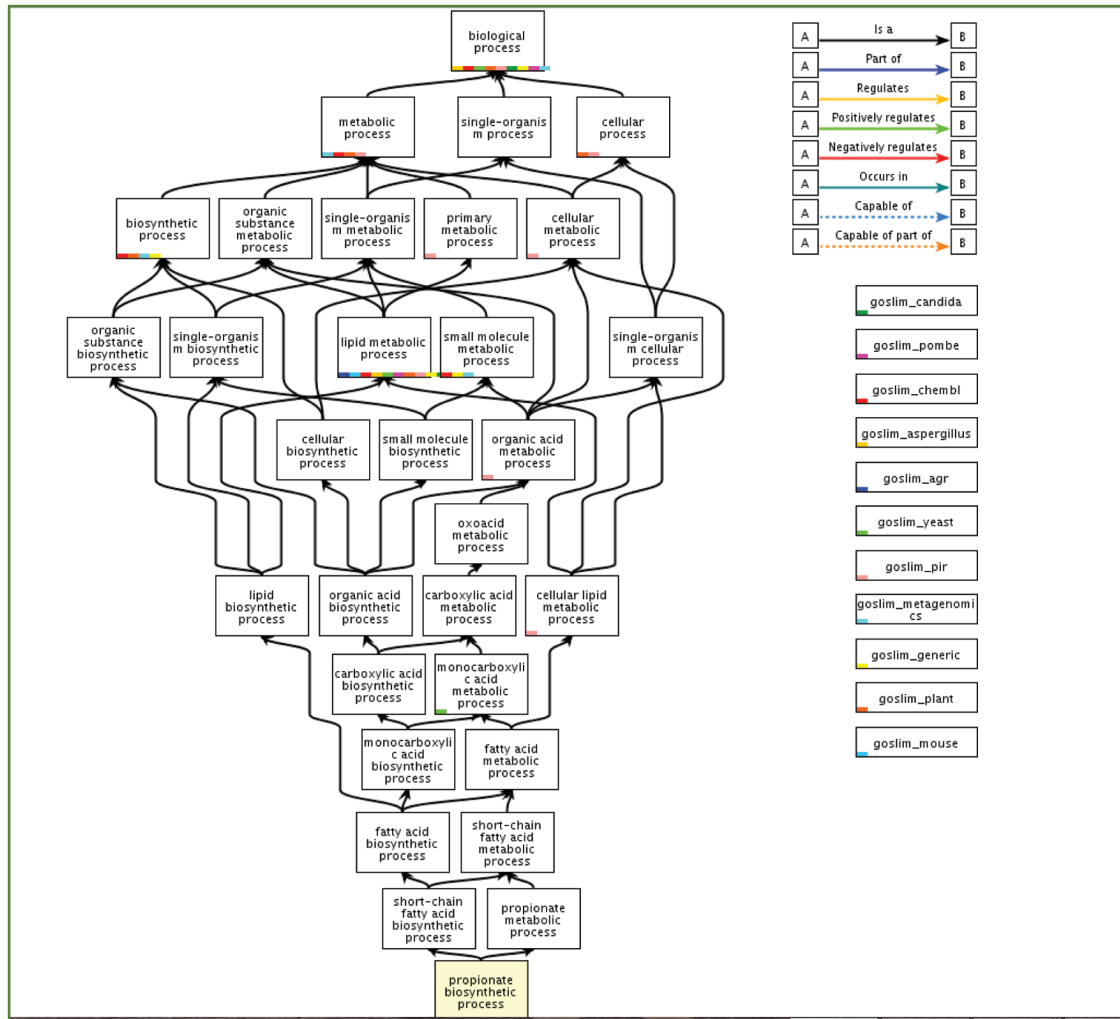 biological
process
metabolic
process
single-organis
m process
cellular
process
biosynthetic
process
organic
substance
metabolic
process
single-organis
m metabolic
process
primary
metabolic
process
cellular
metabolic
process
organic
substance
biosynthetic
process
single-organis
m biosynthetic
process
lipid metabolic
process
small molecule
metabolic
process
single-organis
m cellular
process
cellular
biosynthetic
process
small molecule
biosynthetic
process
organic acid
metabolic
process
oxoacid
metabolic
process
lipid
biosynthetic
process
organic acid
biosynthetic
process
carboxylic acid
metabolic
process
cellular lipid
metabolic
process
carboxylic acid
biosynthetic
process
monocarboxyli
c acid
metabolic
process
monocarboxyli
c acid
biosynthetic
process
fatty acid
metabolic
process
fatty acid
biosynthetic
process
short-chain
fatty acid
metabolic
process
short-chain
fatty acid
biosynthetic
process
propionate
metabolic
process
propionate
biosynthetic
process
A Is a B
A Part of B
A Regulates B
A Positively regulates B
A Negatively regulates B
A Occurs in B
A Capable of B
A Capable of part of B
goslim_candida
goslim_pombe
goslim_chembl
goslim_aspergillus
goslim_agr
goslim_yeast
goslim_pir
goslim_metagenomi
cs
goslim_generic
goslim_plant
goslim_mouse